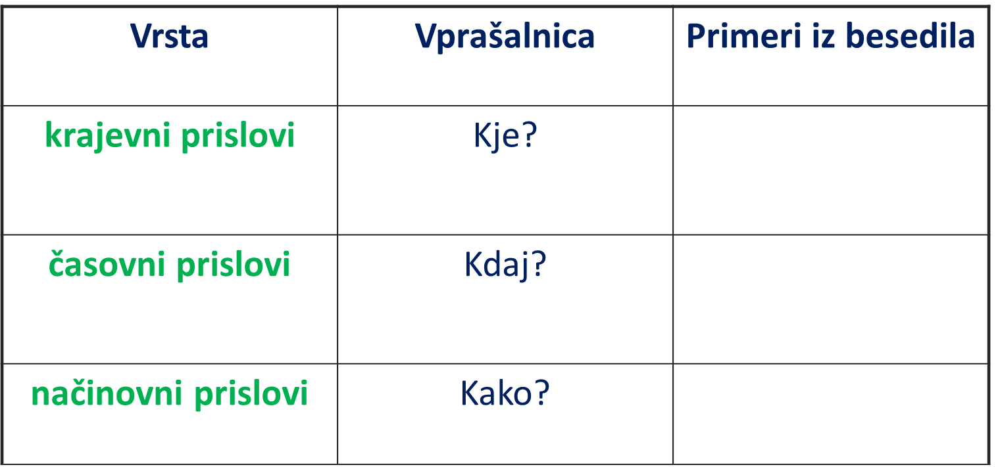 Vrsta Vprašalnica Primeri iz besedila
krajevni prislovi Kje?
časovni prislovi Kdaj?
načinovni prislovi Kako?